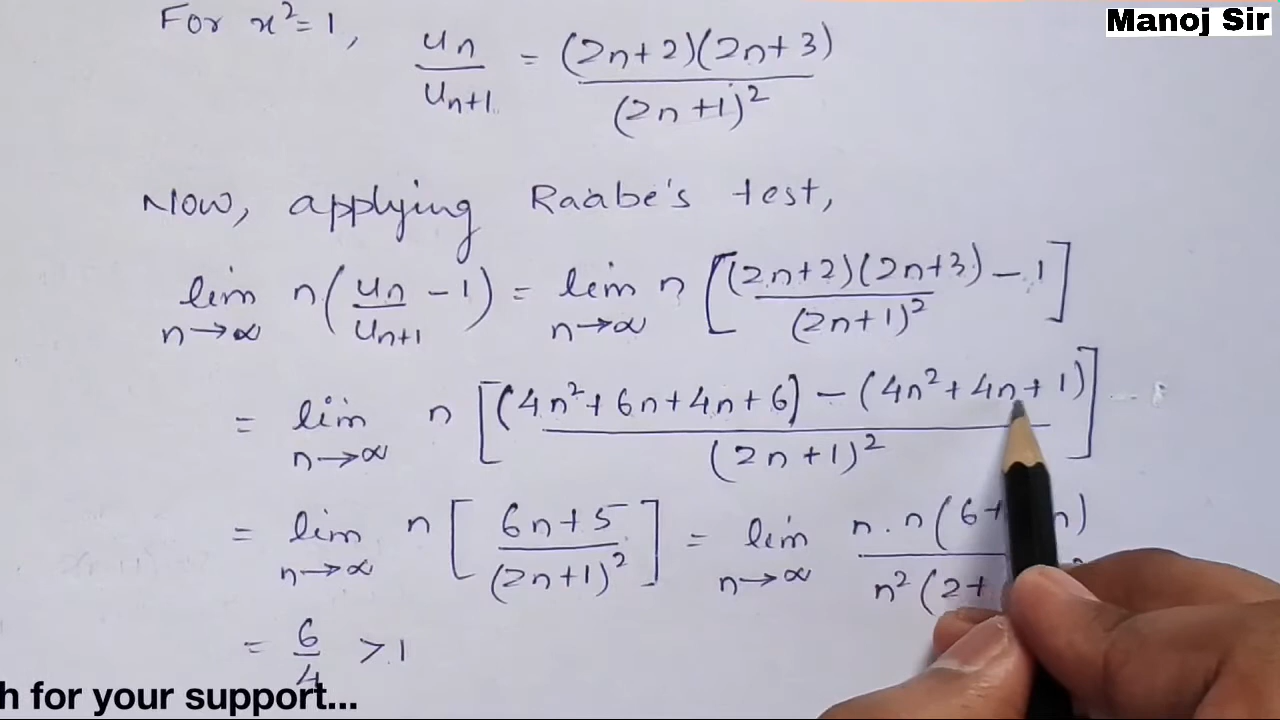 Manoj Sir
For x²=1, uₙ/uₙ₊₁ = (2n+2)(2n+3)/(2n+1)²
Now, applying Raabe's test,
lim n→∞ n(uₙ/uₙ₊₁ - 1) = lim n→∞ n[(2n+2)(2n+3)/(2n+1)² - 1]
= lim n→∞ n[(4n²+6n+4n+6) - (4n²+4n+1)/(2n+1)²]
= lim n→∞ n[6n+5/(2n+1)²] = lim n→∞ n.n(6+ n)/n²(2+
= 6/4 >1
h for your support...